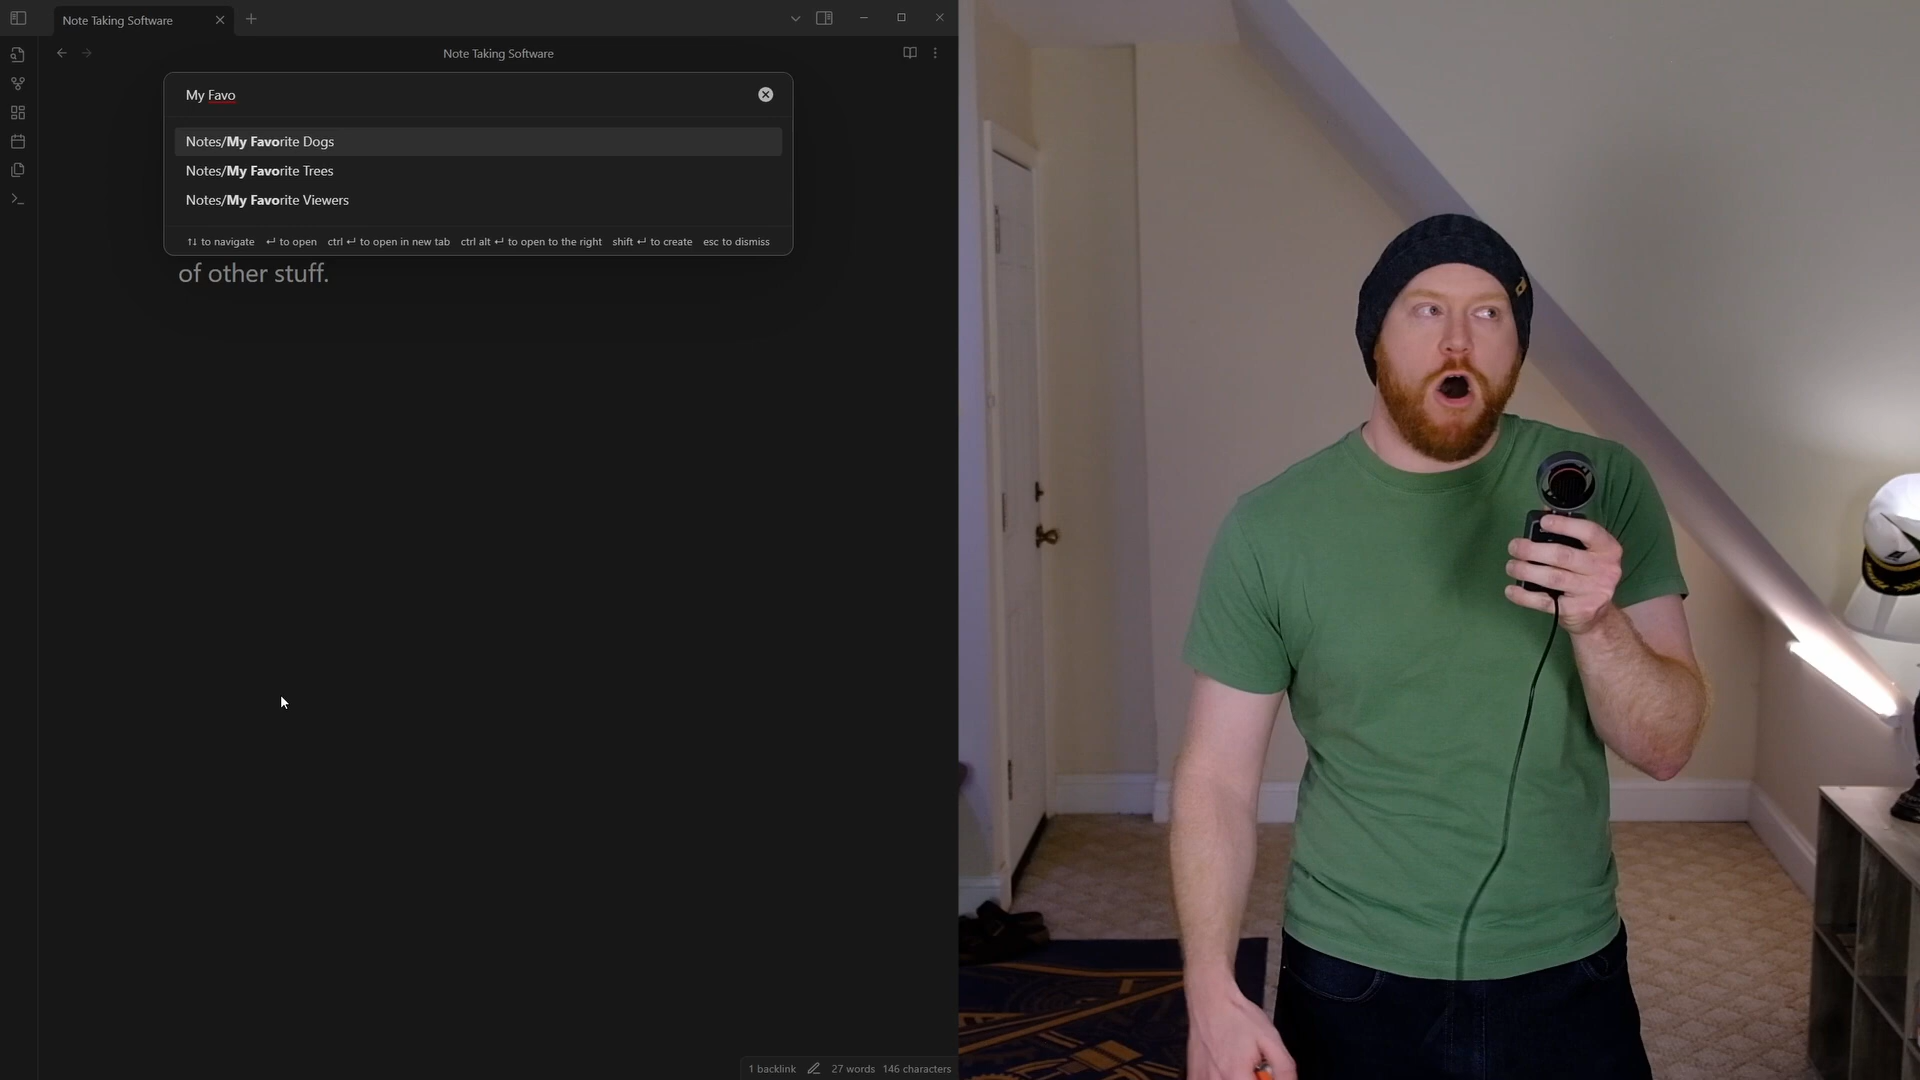 Note Taking Software
Note Taking Software
My Favo
Notes/My Favorite Dogs
Notes/My Favorite Trees
Notes/My Favorite Viewers
↑↓ to navigate ↵ to open ctrl ↵ to open in new tab ctrl alt ↵ to open to the right shift ↵ to create esc to dismiss
of other stuff.
1 backlink 27 words 146 characters